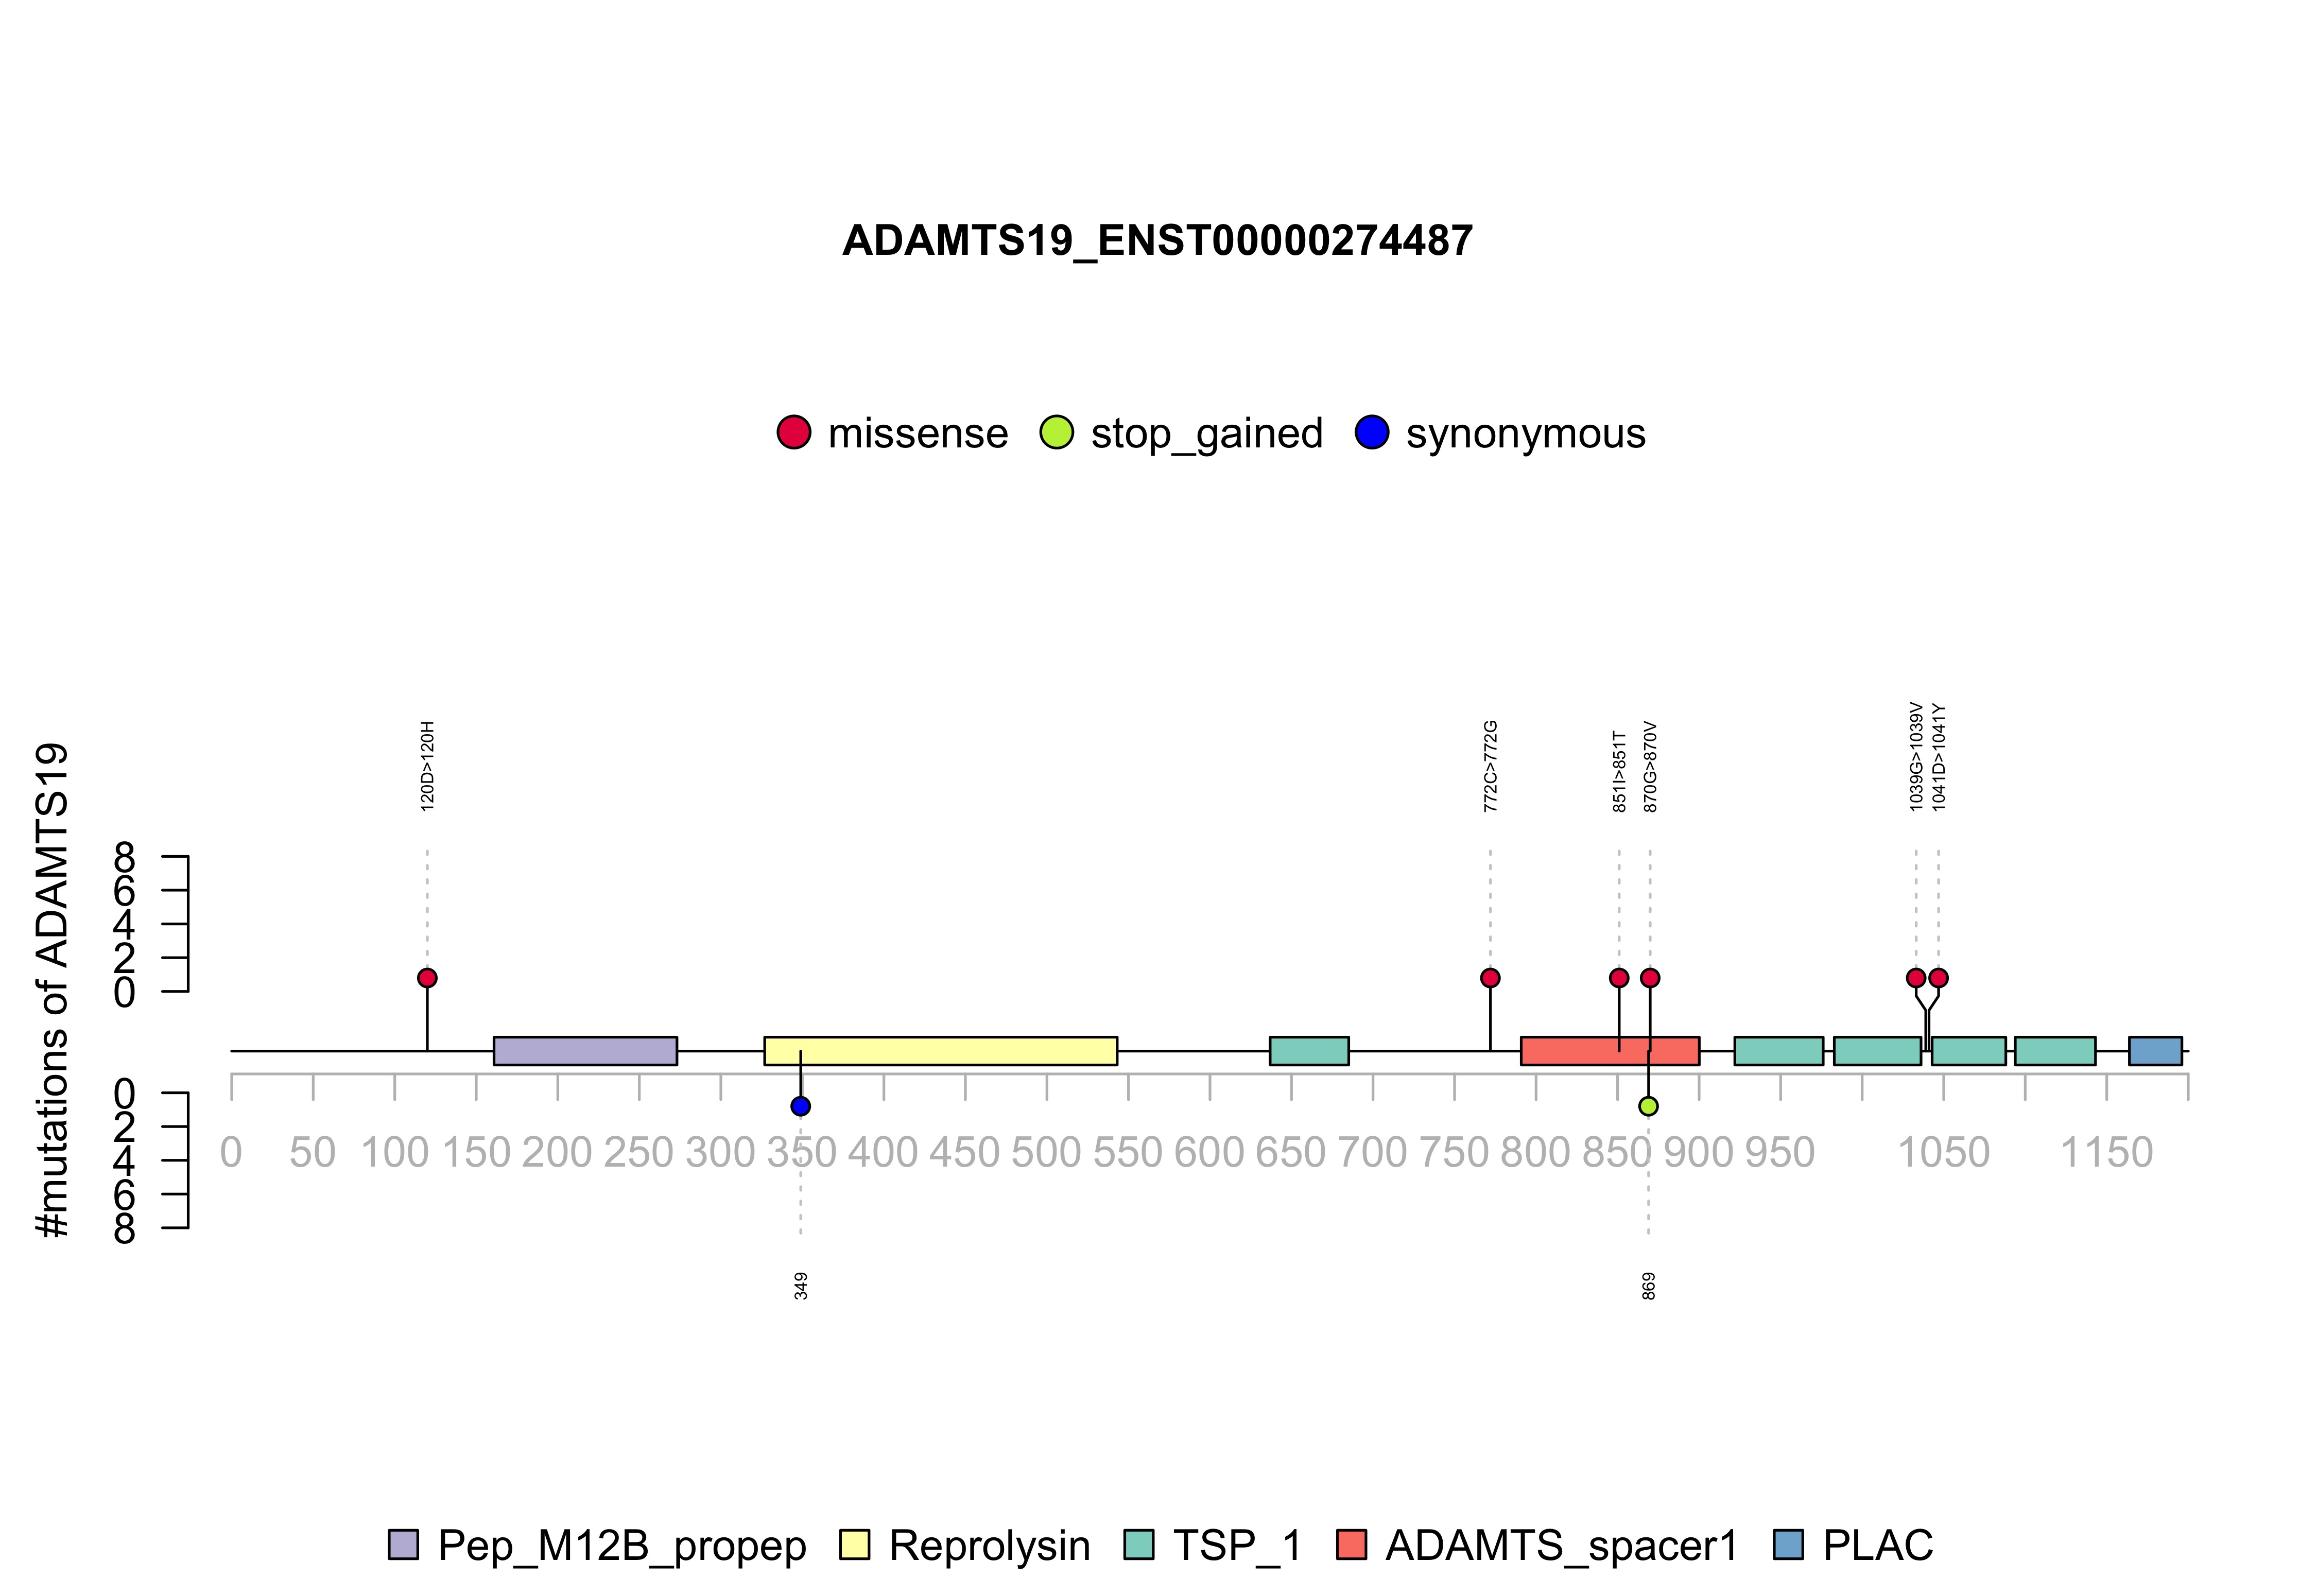 ADAMTS19_ENST00000274487
missense stop_gained synonymous
#mutations of ADAMTS19
120D>120H
772C>772G
851I>851T
870G>870V
1039G>1039V
1041D>1041Y
8
6
4
2
0
0
2
4
6
8
0 50 100 150 200 250 300 350 400 450 500 550 600 650 700 750 800 850 900 950 1050 1150
349
869
Pep_M12B_propep Reprolysin TSP_1 ADAMTS_spacer1 PLAC